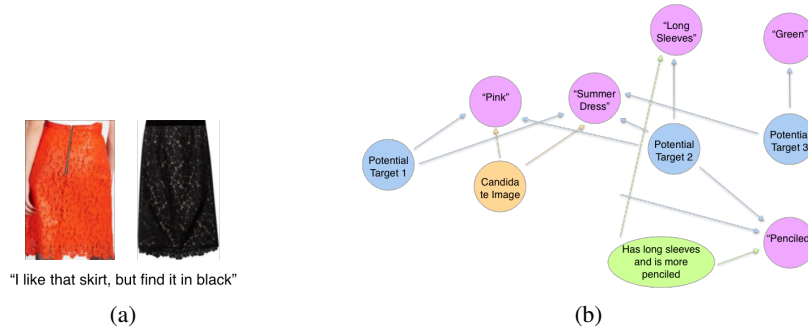 “I like that skirt, but find it in black”
(a)
“Long
Sleeves”
“Green”
“Pink”
“Summer
Dress”
Potential
Target 1
Candida
te Image
Potential
Target 2
Potential
Target 3
Has long sleeves
and is more
penciled
“Penciled
(b)